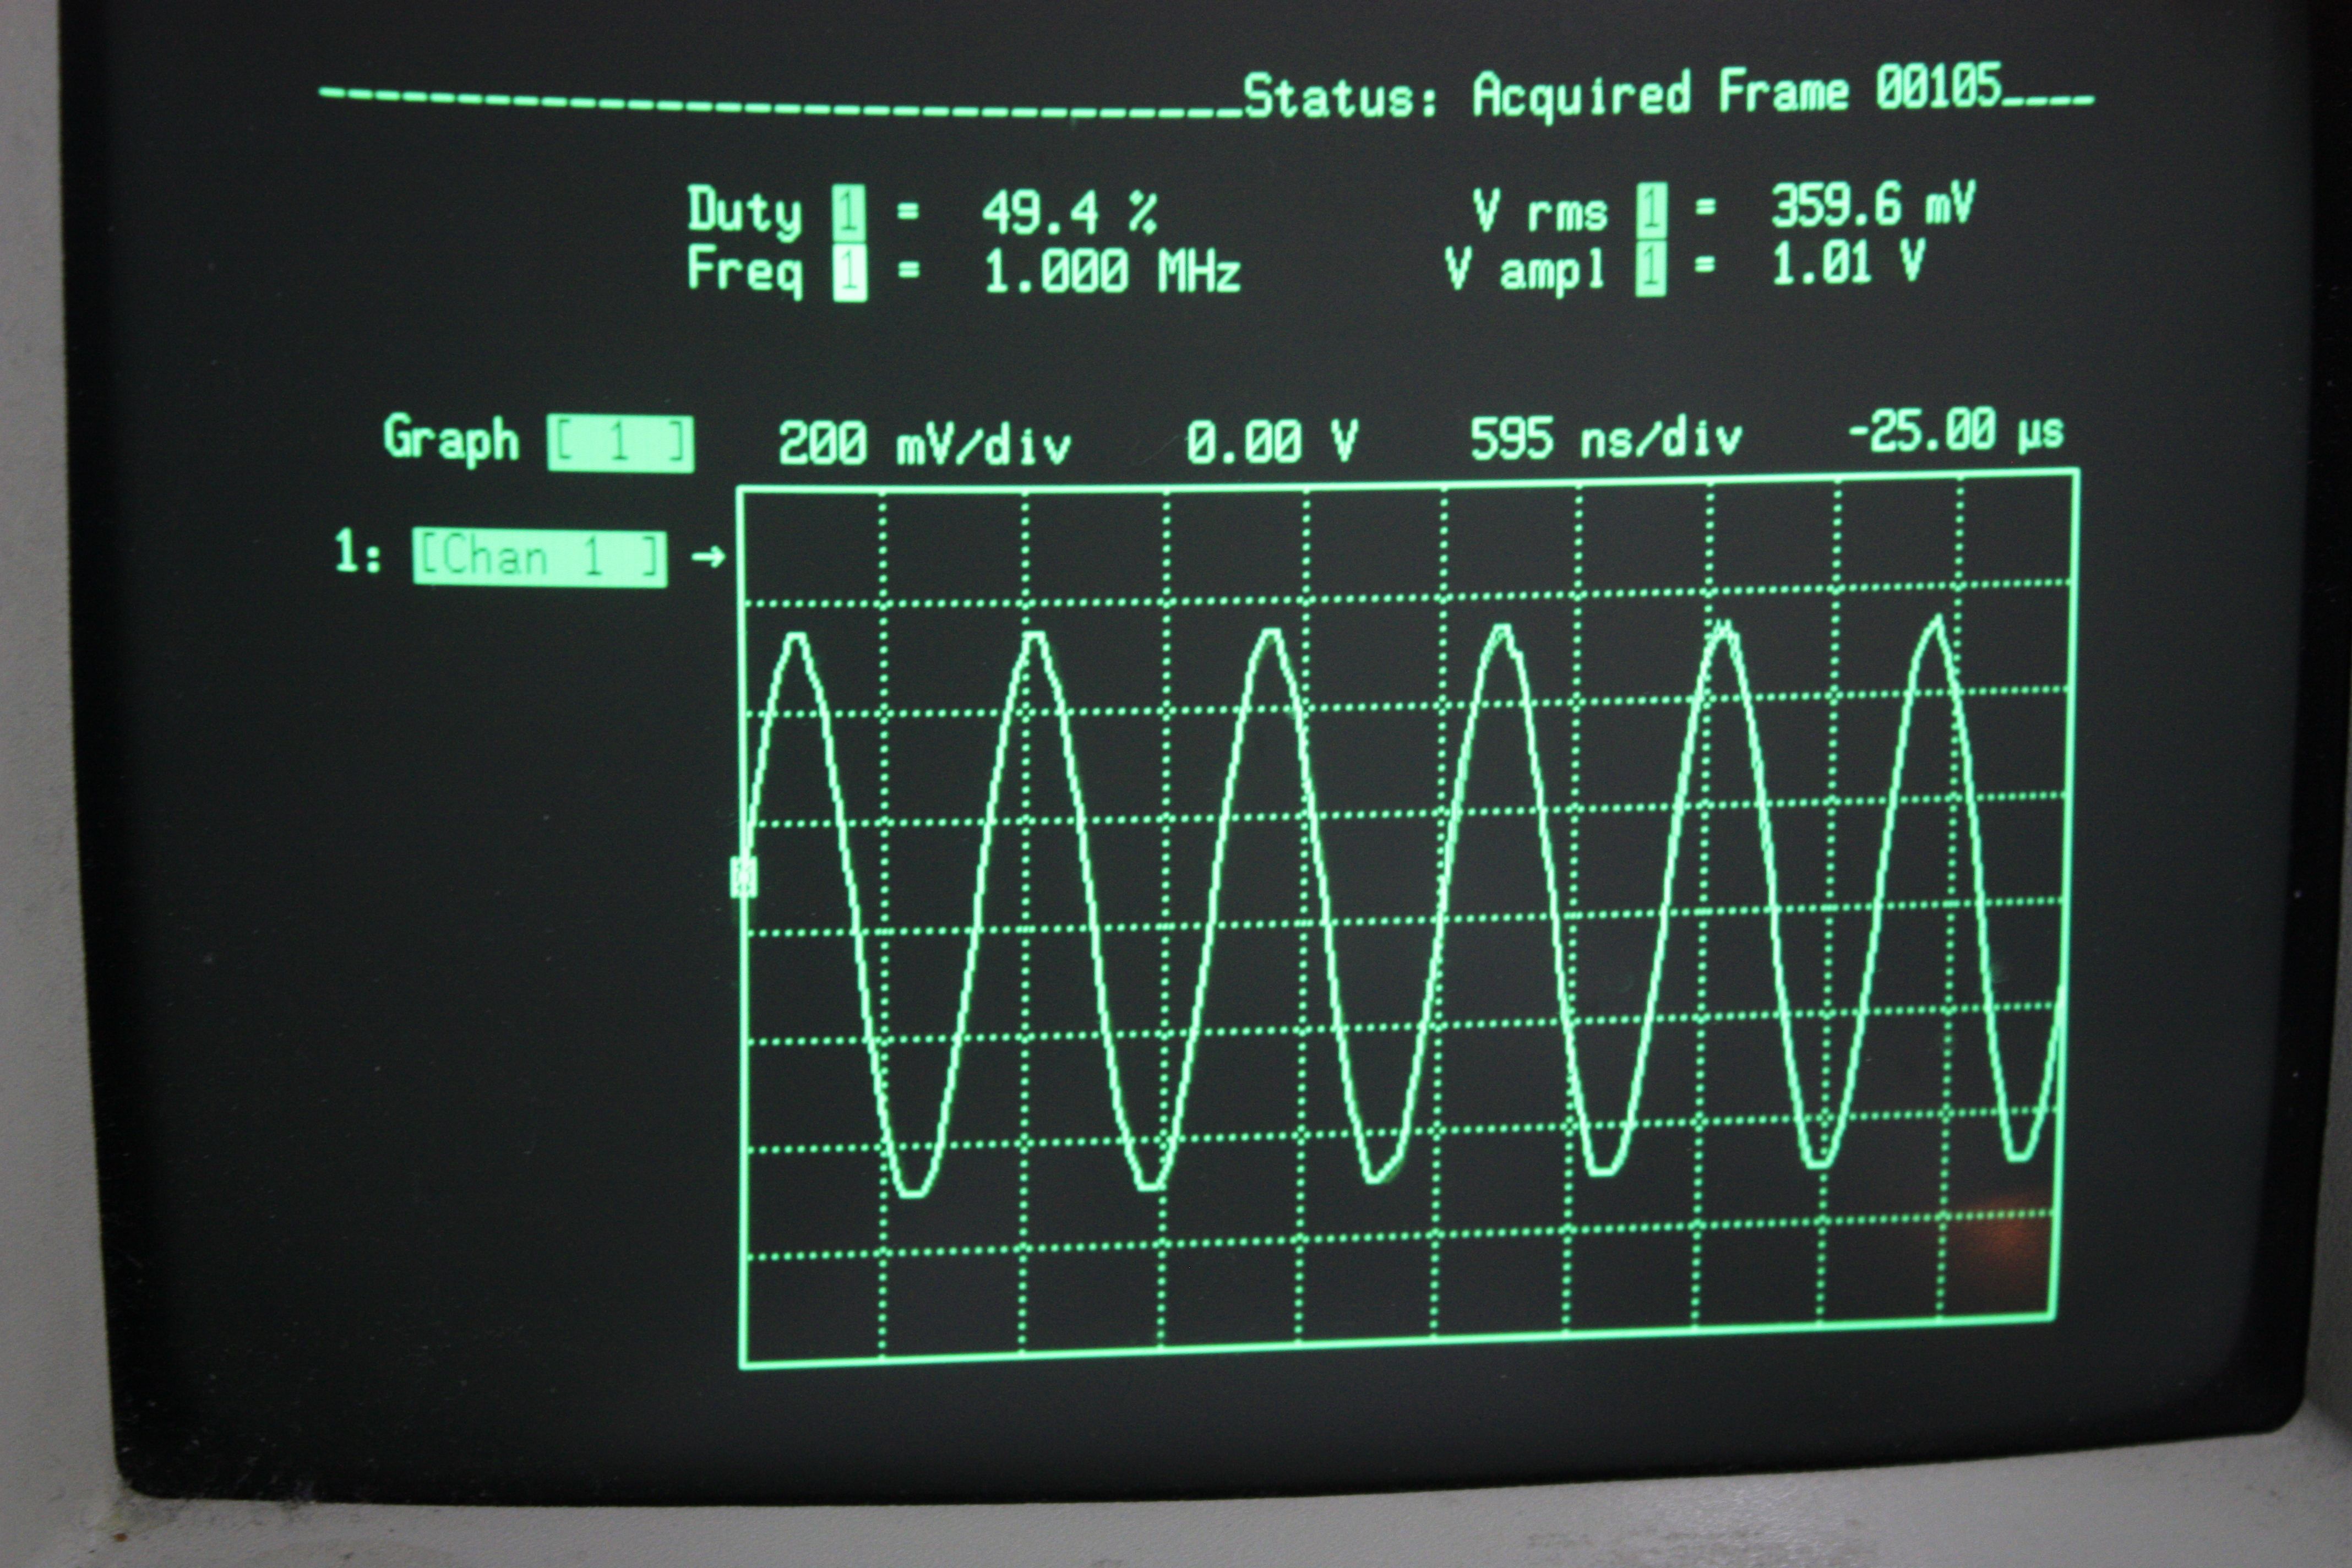 Status: Acquired Frame 00105
Duty 1 = 49.4 % V rms 1 = 359.6 mV
Freq 1 = 1.000 MHz V ampl 1 = 1.01 V
Graph [ 1 ] 200 mV/div 0.00 V 595 ns/div -25.00 µs
1: [Chan 1 ] →